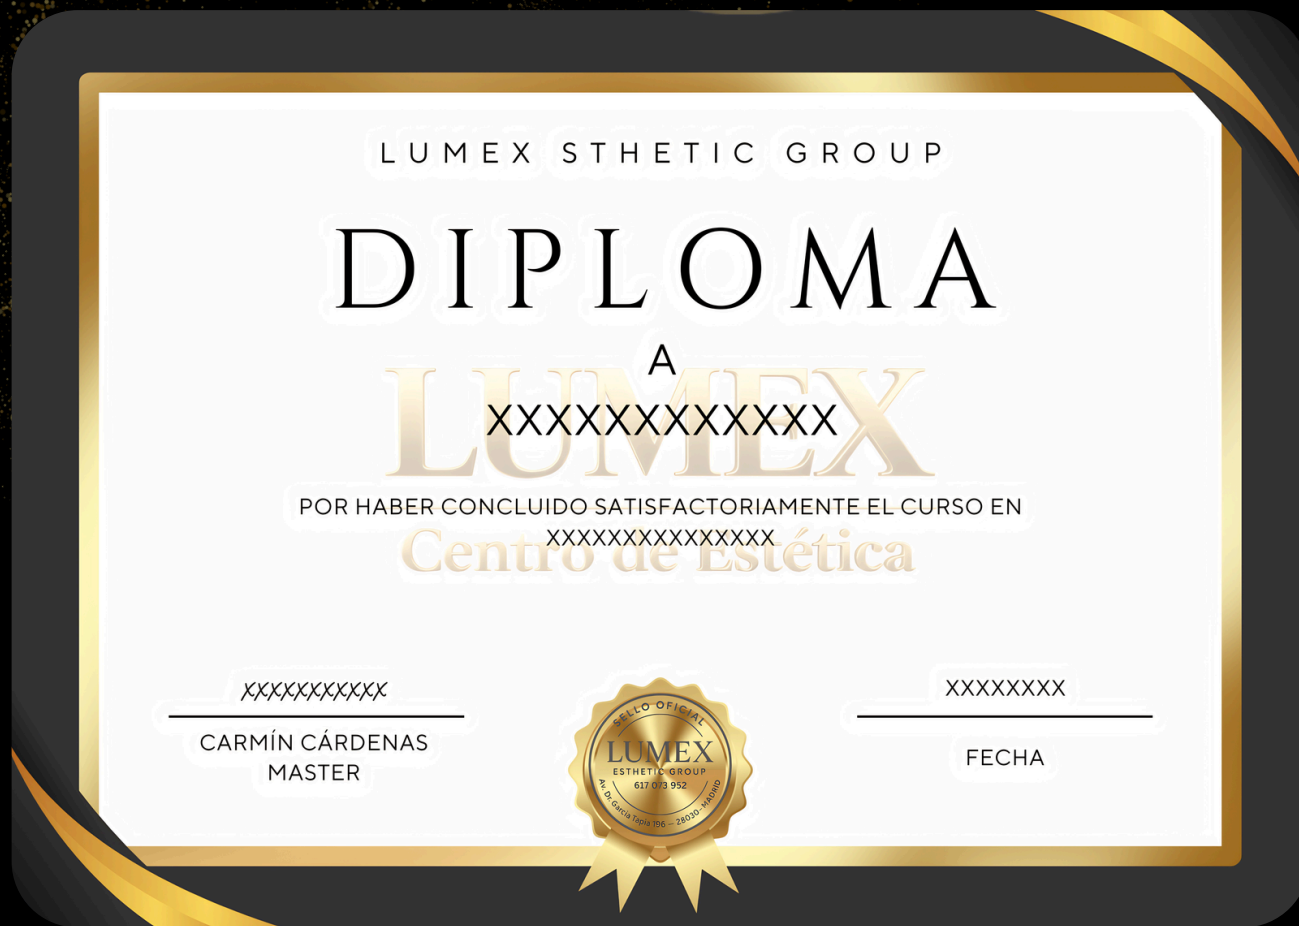 LUMEX STHETIC GROUP
DIPLOMA
A
LUMEX
XXXXXXXXXXXX
POR HABER CONCLUIDO SATISFACTORIAMENTE EL CURSO EN
XXXXXXXXXXXXXXX
Centro de Estética
XXXXXXXXXXX
CARMÍN CÁRDENAS
MASTER
SELLO OFICIAL
LUMEX
ESTHETIC GROUP
617 073 952
Av. Dr. García Tapia 196 – 28030–MADRID
XXXXXXXX
FECHA